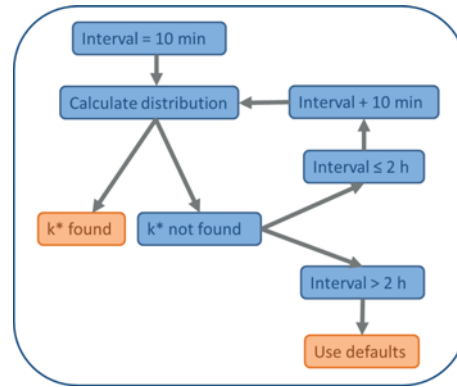 Interval = 10 min
Calculate distribution
Interval + 10 min
Interval ≤ 2 h
k* found
k* not found
Interval > 2 h
Use defaults